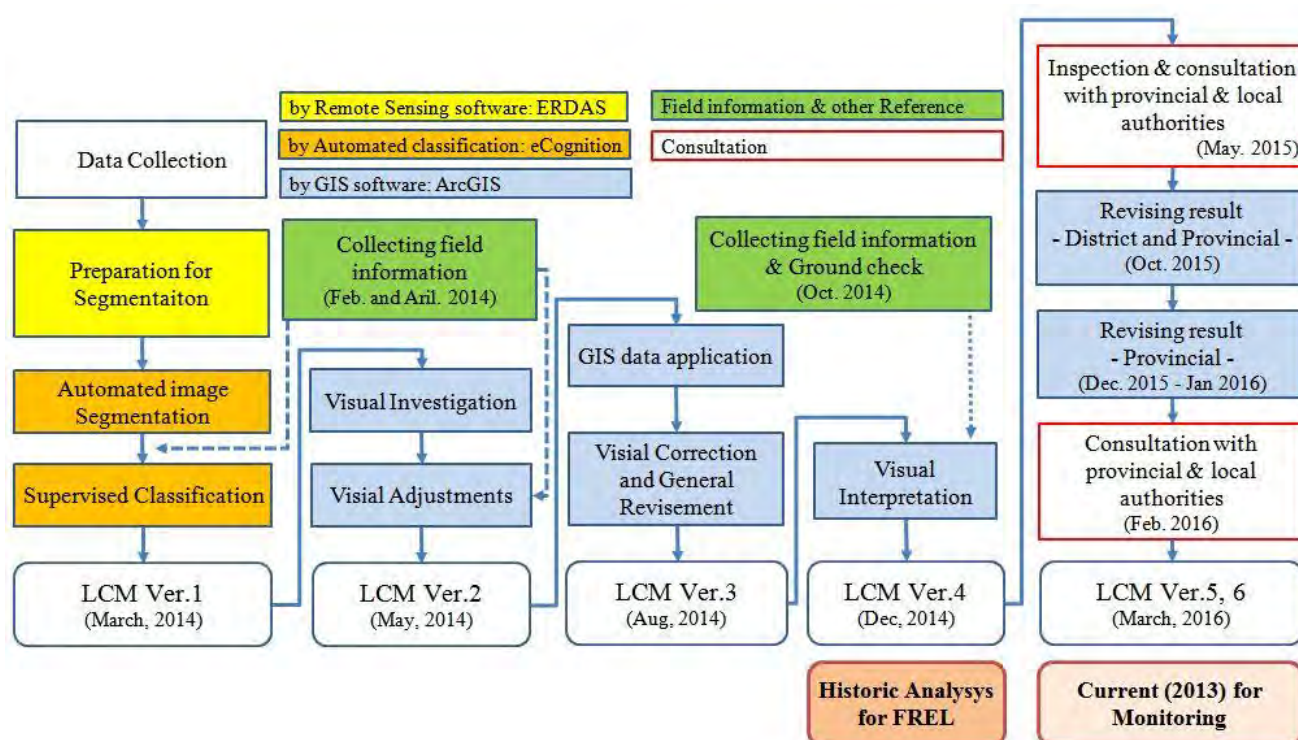 Data Collection
Preparation for
Segmentaiton
Automated image
Segmentation
Supervised Classification
LCM Ver.1
(March, 2014)
by Remote Sensing software: ERDAS
by Automated classification: eCognition
by GIS software: ArcGIS
Field information & other Reference
Consultation
Collecting field
information
(Feb. and Aril. 2014)
Visual Investigation
Visial Adjustments
LCM Ver.2
(May, 2014)
GIS data application
Visial Correction
and General
Revisement
LCM Ver.3
(Aug, 2014)
Collecting field information
& Ground check
(Oct. 2014)
Visual
Interpretation
LCM Ver.4
(Dec, 2014)
Historic Analysys
for FREL
Inspection & consultation
with provincial & local
authorities
(May. 2015)
Revising result
- District and Provincial -
(Oct. 2015)
Revising result
- Provincial -
(Dec. 2015 - Jan 2016)
Consultation with
provincial & local
authorities
(Feb. 2016)
LCM Ver.5, 6
(March, 2016)
Current (2013) for
Monitoring